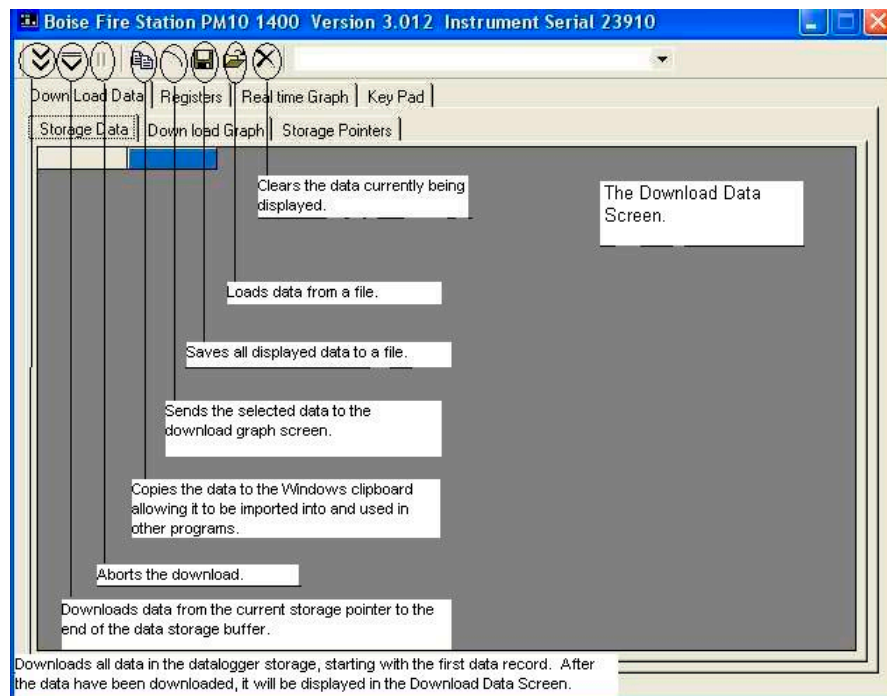 Boise Fire Station PM10 1400 Version 3.012 Instrument Serial 23910
Down Load Data Registers Real time Graph Key Pad
Storage Data Down load Graph Storage Pointers
Clears the data currently being
displayed.
The Download Data
Screen.
Loads data from a file.
Saves all displayed data to a file.
Sends the selected data to the
download graph screen.
Copies the data to the Windows clipboard
allowing it to be imported into and used in
other programs.
Aborts the download.
Downloads data from the current storage pointer to the
end of the data storage buffer.
Downloads all data in the datalogger storage, starting with the first data record. After
the data have been downloaded, it will be displayed in the Download Data Screen.